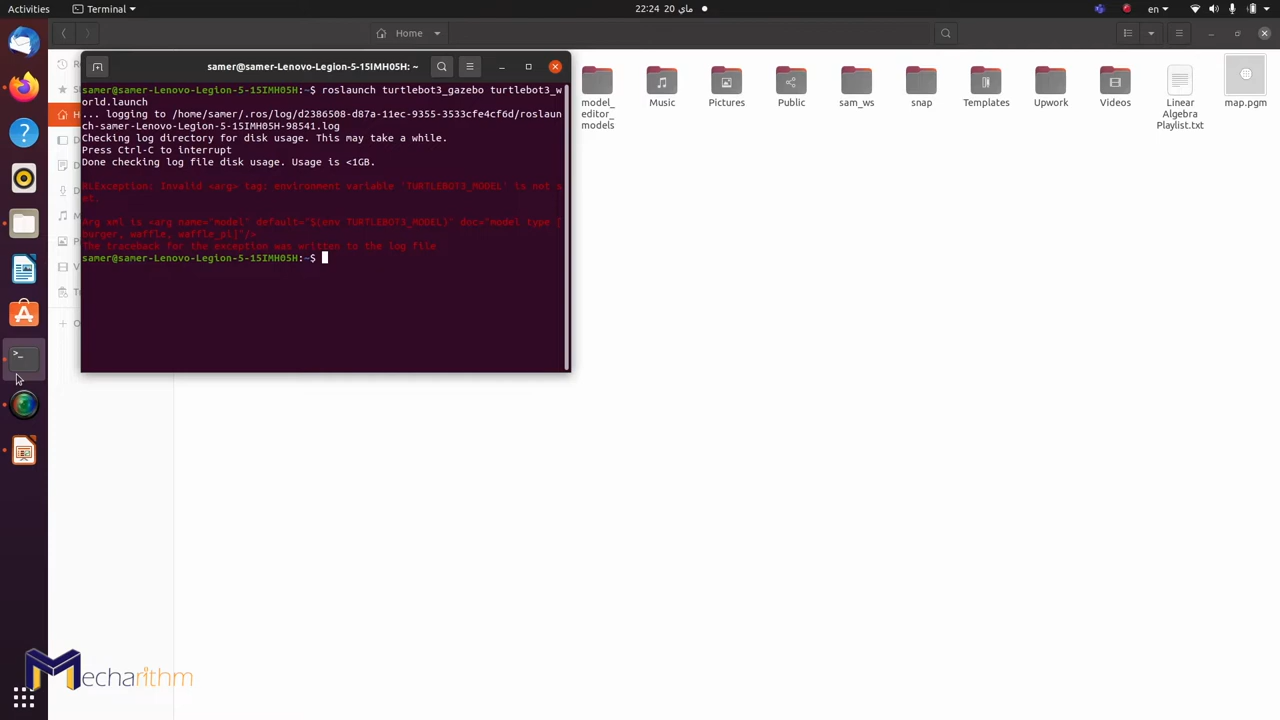 Activities
Terminal
22:24 20 ماي
en
Home
samer@samer-Lenovo-Legion-5-15IMH05H: ~
samer@samer-Lenovo-Legion-5-15IMH05H:~$ roslaunch turtlebot3_gazebo turtlebot3_w
orld.launch
... logging to /home/samer/.ros/log/d2386508-d87a-11ec-9355-3533cfe4cf6d/roslaun
ch-samer-Lenovo-Legion-5-15IMH05H-98541.log
Checking log directory for disk usage. This may take a while.
Press Ctrl-C to interrupt
Done checking log file disk usage. Usage is <1GB.
RLException: Invalid <arg> tag: environment variable 'TURTLEBOT3_MODEL' is not s
et.
Arg xml is <arg name="model" default="$(env TURTLEBOT3_MODEL)" doc="model type [
burger, waffle, waffle_pi]"/>
The traceback for the exception was written to the log file
samer@samer-Lenovo-Legion-5-15IMH05H:~$
model_
editor_
models
Music
Pictures
Public
sam_ws
snap
Templates
Upwork
Videos
Linear
Algebra
Playlist.txt
map.pgm
Mecharithm